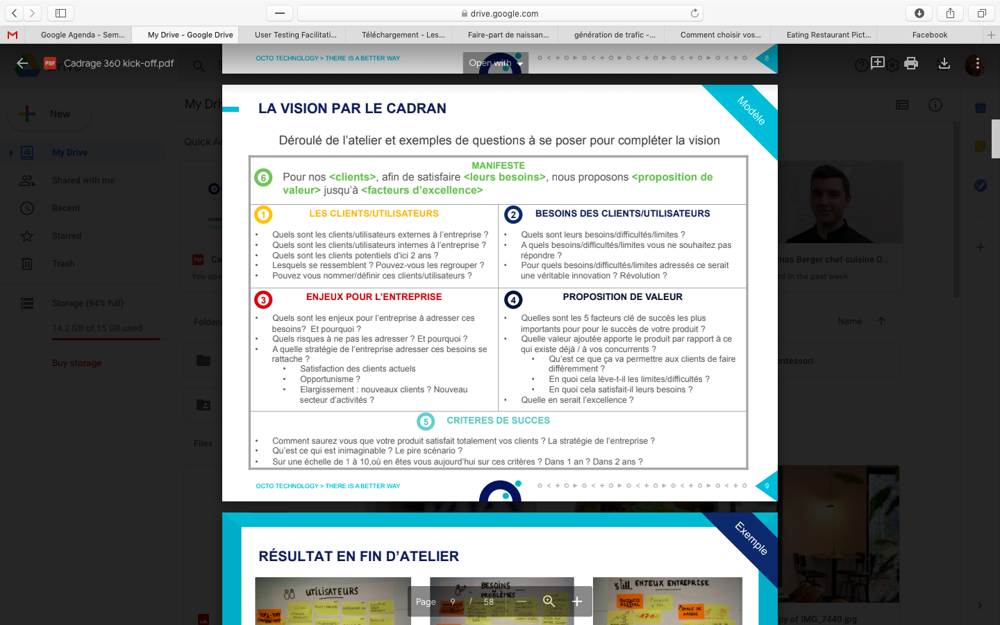 drive.google.com
Google Agenda - Sem...
My Drive - Google Drive
User Testing Facilitati...
Téléchargement - Les...
Faire-part de naissan...
génération de trafic -...
Comment choisir vos...
Eating Restaurant Pict...
Facebook
Cadrage 360 kick-off.pdf
Open with
OCTO TECHNOLOGY > THERE IS A BETTER WAY
8
New
My Drive
Shared with me
Recent
Starred
Trash
Storage (94% full)
14.2 GB of 15 GB used
Buy storage
My Dri
Quick Ac
Folders
Files
Name
LA VISION PAR LE CADRAN
Modèle
Déroulé de l'atelier et exemples de questions à se poser pour compléter la vision
MANIFESTE
6
Pour nos <clients>, afin de satisfaire <leurs besoins>, nous proposons <proposition de
valeur> jusqu'à <facteurs d'excellence>
1
LES CLIENTS/UTILISATEURS
• Quels sont les clients/utilisateurs externes à l'entreprise ?
• Quels sont les clients/utilisateurs internes à l'entreprise ?
• Quels sont les clients potentiels d'ici 2 ans ?
• Lesquels se ressemblent ? Pouvez-vous les regrouper ?
• Pouvez vous nommer/définir ces clients/utilisateurs ?
2
BESOINS DES CLIENTS/UTILISATEURS
• Quels sont leurs besoins/difficultés/limites ?
• A quels besoins/difficultés/limites vous ne souhaitez pas
répondre ?
• Pour quels besoins/difficultés/limites adressés ce serait
une véritable innovation ? Révolution ?
3
ENJEUX POUR L'ENTREPRISE
• Quels sont les enjeux pour l'entreprise à adresser ces
besoins? Et pourquoi ?
• Quels risques à ne pas les adresser ? Et pourquoi ?
• A quelle stratégie de l'entreprise adresser ces besoins se
rattache ?
• Satisfaction des clients actuels
• Opportunisme ?
• Elargissement : nouveaux clients ? Nouveau
secteur d'activités ?
4
PROPOSITION DE VALEUR
• Quelles sont les 5 facteurs clé de succès les plus
importants pour pour le succès de votre produit ?
• Quelle valeur ajoutée apporte le produit par rapport à ce
qui existe déjà / à vos concurrents ?
• Qu'est ce que ça va permettre aux clients de faire
différemment ?
• En quoi cela lève-t-il les limites/difficultés ?
• En quoi cela satisfait-il leurs besoins ?
• Quelle en serait l'excellence ?
5
CRITERES DE SUCCES
• Comment saurez vous que votre produit satisfait totalement vos clients ? La stratégie de l'entreprise ?
• Qu'est ce qui est inimaginable ? Le pire scénario ?
• Sur une échelle de 1 à 10,où en êtes vous aujourd'hui sur ces critères ? Dans 1 an ? Dans 2 ans ?
OCTO TECHNOLOGY > THERE IS A BETTER WAY
9
mas Berger chef cuisine O...
ed in the past week
ontessori
py of IMG_7440.jpg
Exemple
RÉSULTAT EN FIN D'ATELIER
UTILISATEURS
BESOINS
PROBLÈMES
ENJEUX ENTREPRISE
BUSINESS
DIGITAL
IMAGE DE
MARQUE
Page 9 / 58